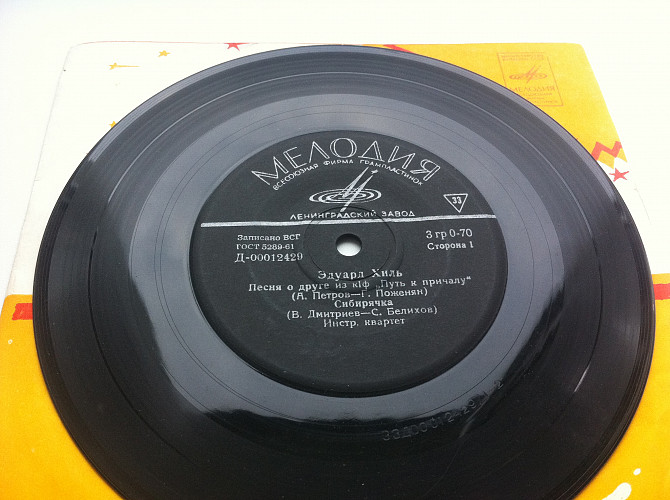 МЕЛОДИЯ
ВСЕСОЮЗНАЯ ФИРМА ГРАМПЛАСТИНОК
33
ЛЕНИНГРАДСКИЙ ЗАВОД
Записано ВСГ
ГОСТ 5289-61
Д-00012429
3 гр 0-70
Сторона 1
Эдуард Хиль
Песня о друге из к|ф „Путь к причалу“
(А. Петров—Г. Поженян)
Сибирячка
(В. Дмитриев—С. Белихов)
Инстр. квартет